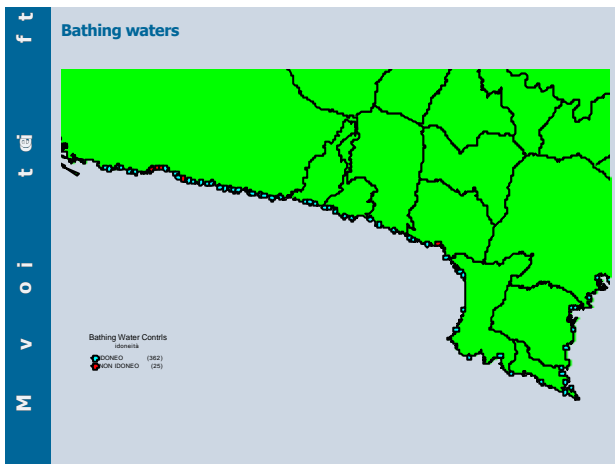 Bathing waters
Bathing Water Contrls
idoneità
IDONEO (362)
NON IDONEO (25)